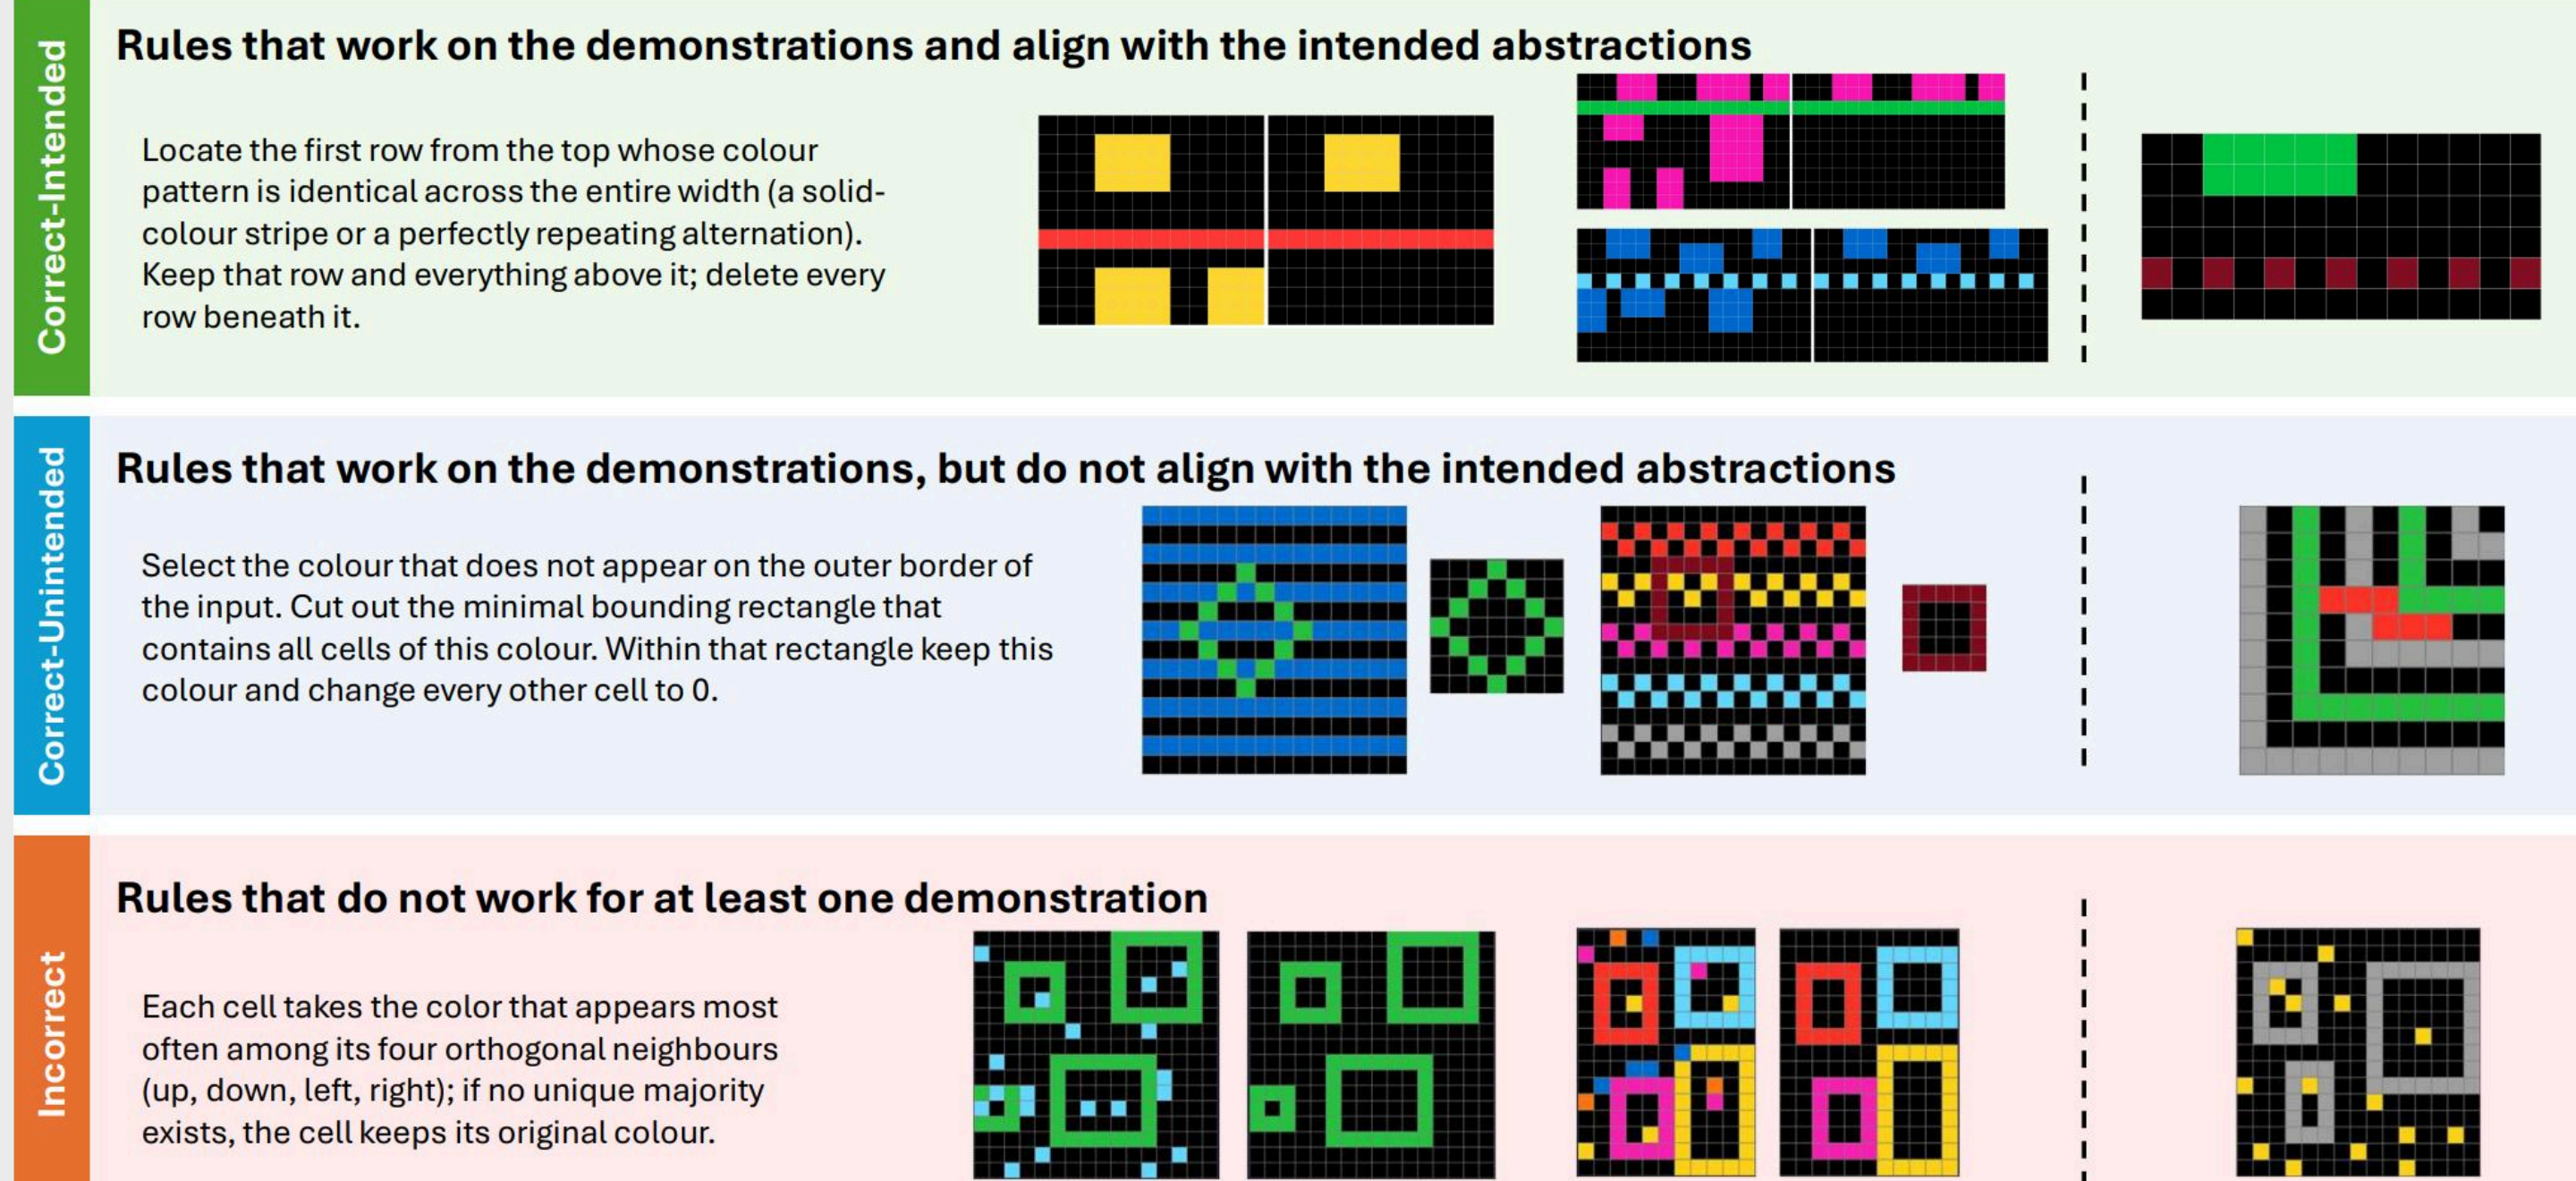 Correct-Intended
Rules that work on the demonstrations and align with the intended abstractions
Locate the first row from the top whose colour
pattern is identical across the entire width (a solid-
colour stripe or a perfectly repeating alternation).
Keep that row and everything above it; delete every
row beneath it.
Correct-Unintended
Rules that work on the demonstrations, but do not align with the intended abstractions
Select the colour that does not appear on the outer border of
the input. Cut out the minimal bounding rectangle that
contains all cells of this colour. Within that rectangle keep this
colour and change every other cell to 0.
Incorrect
Rules that do not work for at least one demonstration
Each cell takes the color that appears most
often among its four orthogonal neighbours
(up, down, left, right); if no unique majority
exists, the cell keeps its original colour.